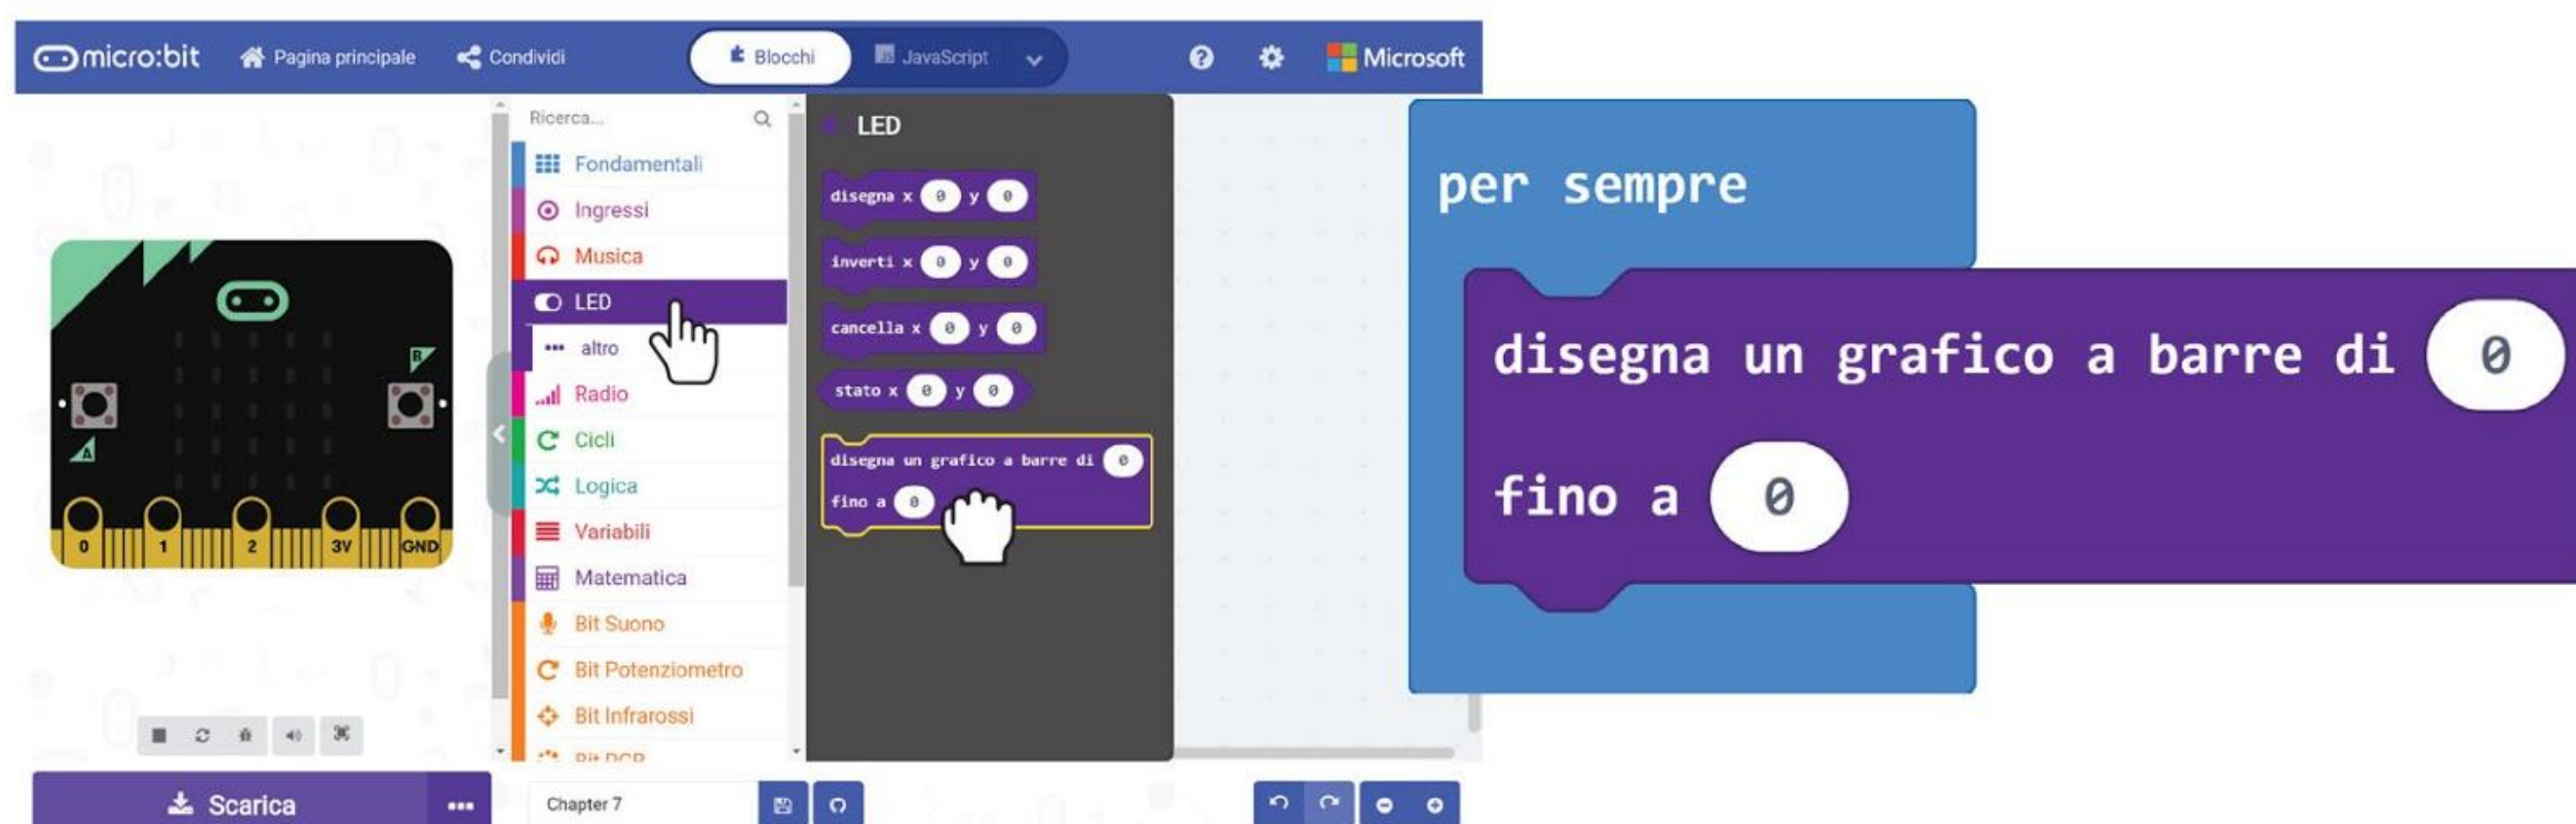 micro:bit
Pagina principale
Condividi
Blocchi
JavaScript
Microsoft
B
A
0 1 2 3V GND
Scarica
Ricerca...
Fondamentali
Ingressi
Musica
LED
altro
Radio
Cicli
Logica
Variabili
Matematica
Bit Suono
Bit Potenziometro
Bit Infrarossi
Chapter 7
LED
disegna x 0 y 0
inverti x 0 y 0
cancella x 0 y 0
stato x 0 y 0
disegna un grafico a barre di 0
fino a 0
per sempre
disegna un grafico a barre di 0
fino a 0